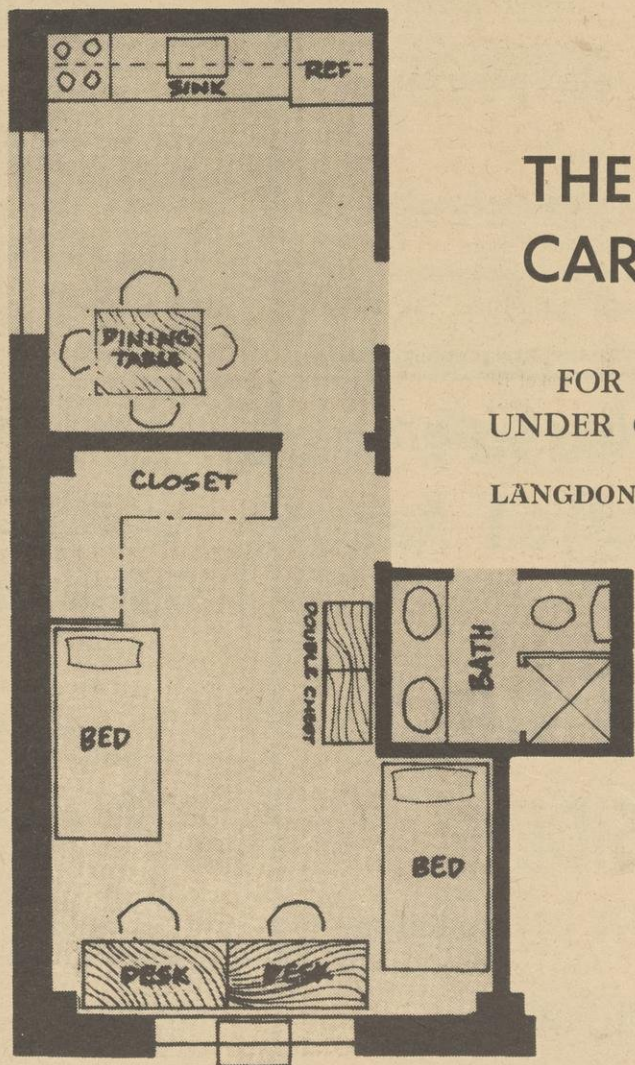 SINK
REF
DINING
TABLE
CLOSET
DOUBLE CHEST
BATH
BED
BED
DESK
DESK
THE
CAR
FOR
UNDER
LANGDON